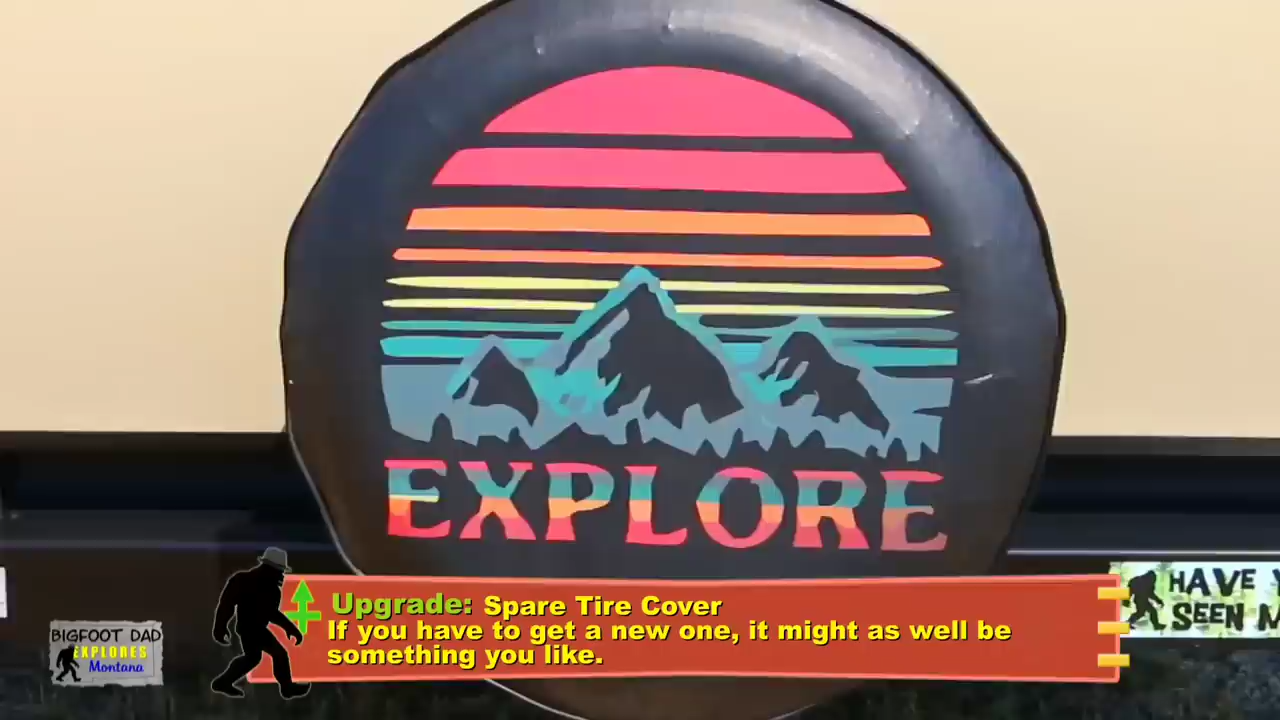 EXPLORE
HAVE
SEEN
Upgrade: Spare Tire Cover
If you have to get a new one, it might as well be
something you like.
BIGFOOT DAD
EXPLORES
Montana